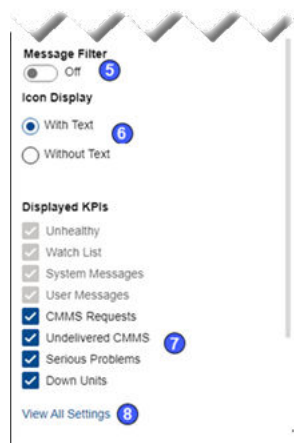 Message Filter
Off 5
Icon Display
With Text 6
Without Text
Displayed KPIs
Unhealthy
Watch List
System Messages
User Messages
CMMS Requests
Undelivered CMMS 7
Serious Problems
Down Units
View All Settings 8